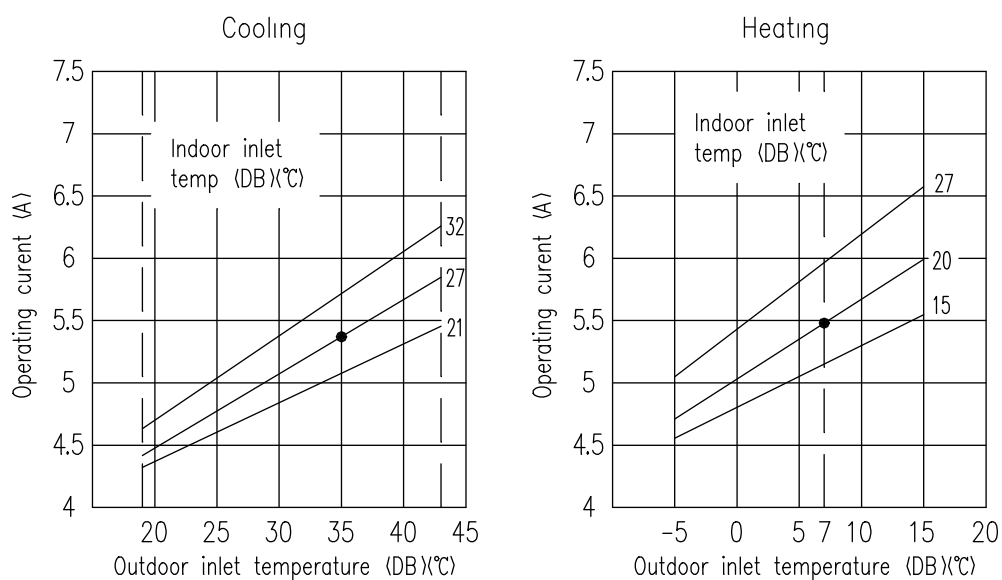 Cooling
7.5
7
6.5
6
5.5
5
4.5
4
Operating curent (A)
Indoor inlet
temp (DB)(℃)
32
27
21
20 25 30 35 40 43 45
Outdoor inlet temperature (DB)(℃)
Heating
7.5
7
6.5
6
5.5
5
4.5
4
Operating curent (A)
Indoor inlet
temp (DB)(℃)
27
20
15
-5 0 5 7 10 15 20
Outdoor inlet temperature (DB)(℃)